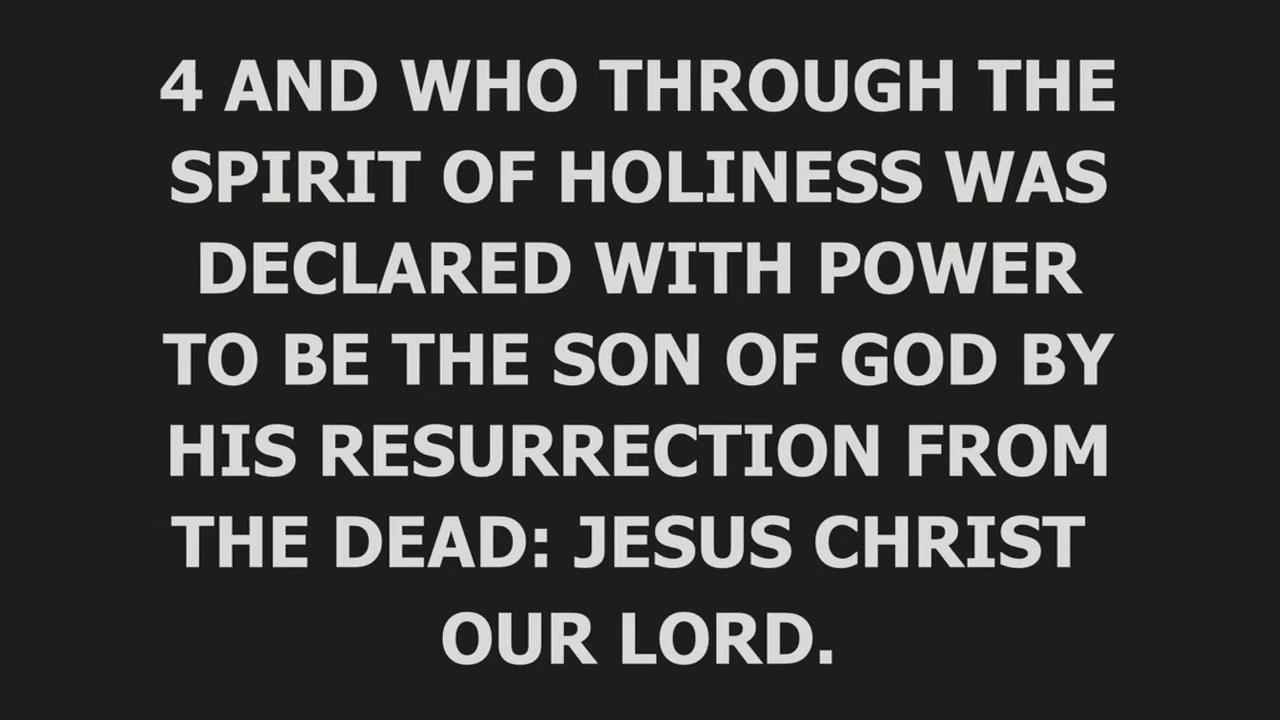 4 AND WHO THROUGH THE
SPIRIT OF HOLINESS WAS
DECLARED WITH POWER
TO BE THE SON OF GOD BY
HIS RESURRECTION FROM
THE DEAD: JESUS CHRIST
OUR LORD.